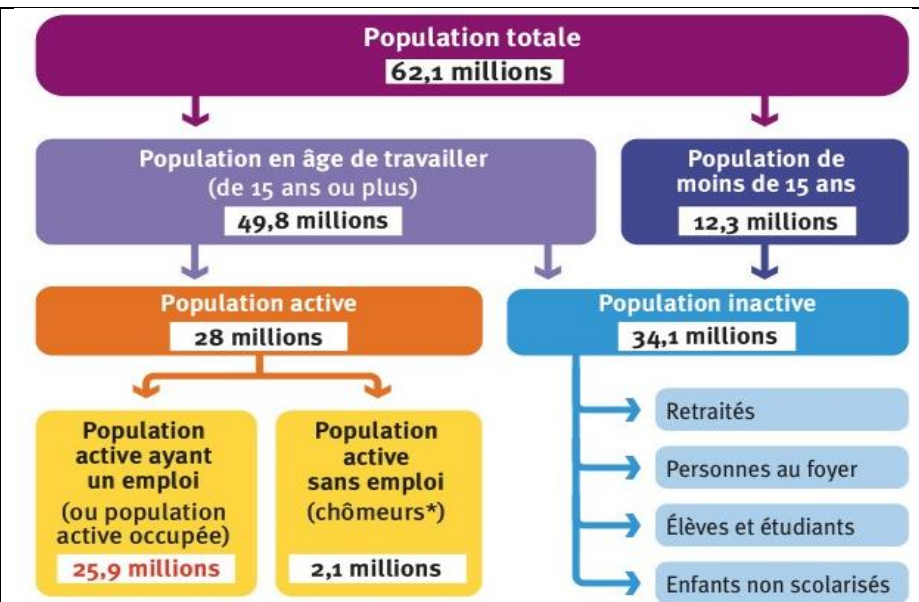 Population totale
62,1 millions
Population en âge de travailler
(de 15 ans ou plus)
49,8 millions
Population de
moins de 15 ans
12,3 millions
Population active
28 millions
Population inactive
34,1 millions
Population
active ayant
un emploi
(ou population
active occupée)
25,9 millions
Population
active
sans emploi
(chômeurs*)
2,1 millions
Retraités
Personnes au foyer
Élèves et étudiants
Enfants non scolarisés